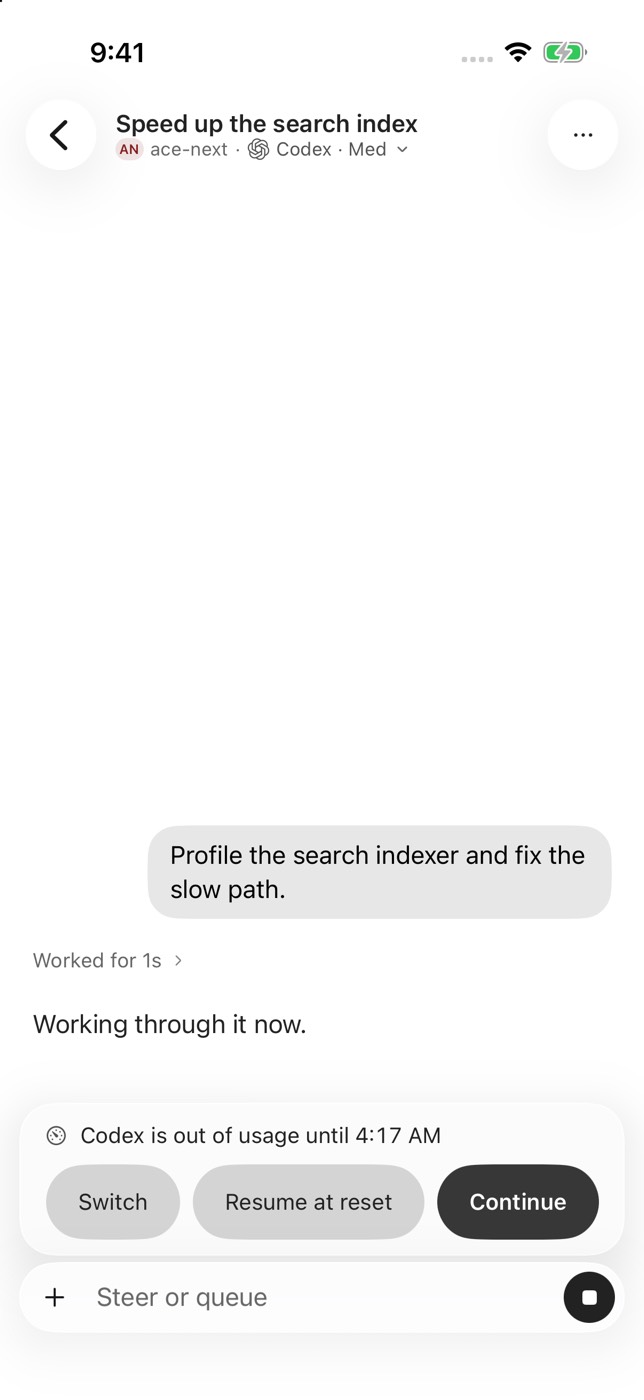 9:41
Speed up the search index
AN ace-next · Codex · Med
Profile the search indexer and fix the
slow path.
Worked for 1s
Working through it now.
Codex is out of usage until 4:17 AM
Switch
Resume at reset
Continue
Steer or queue